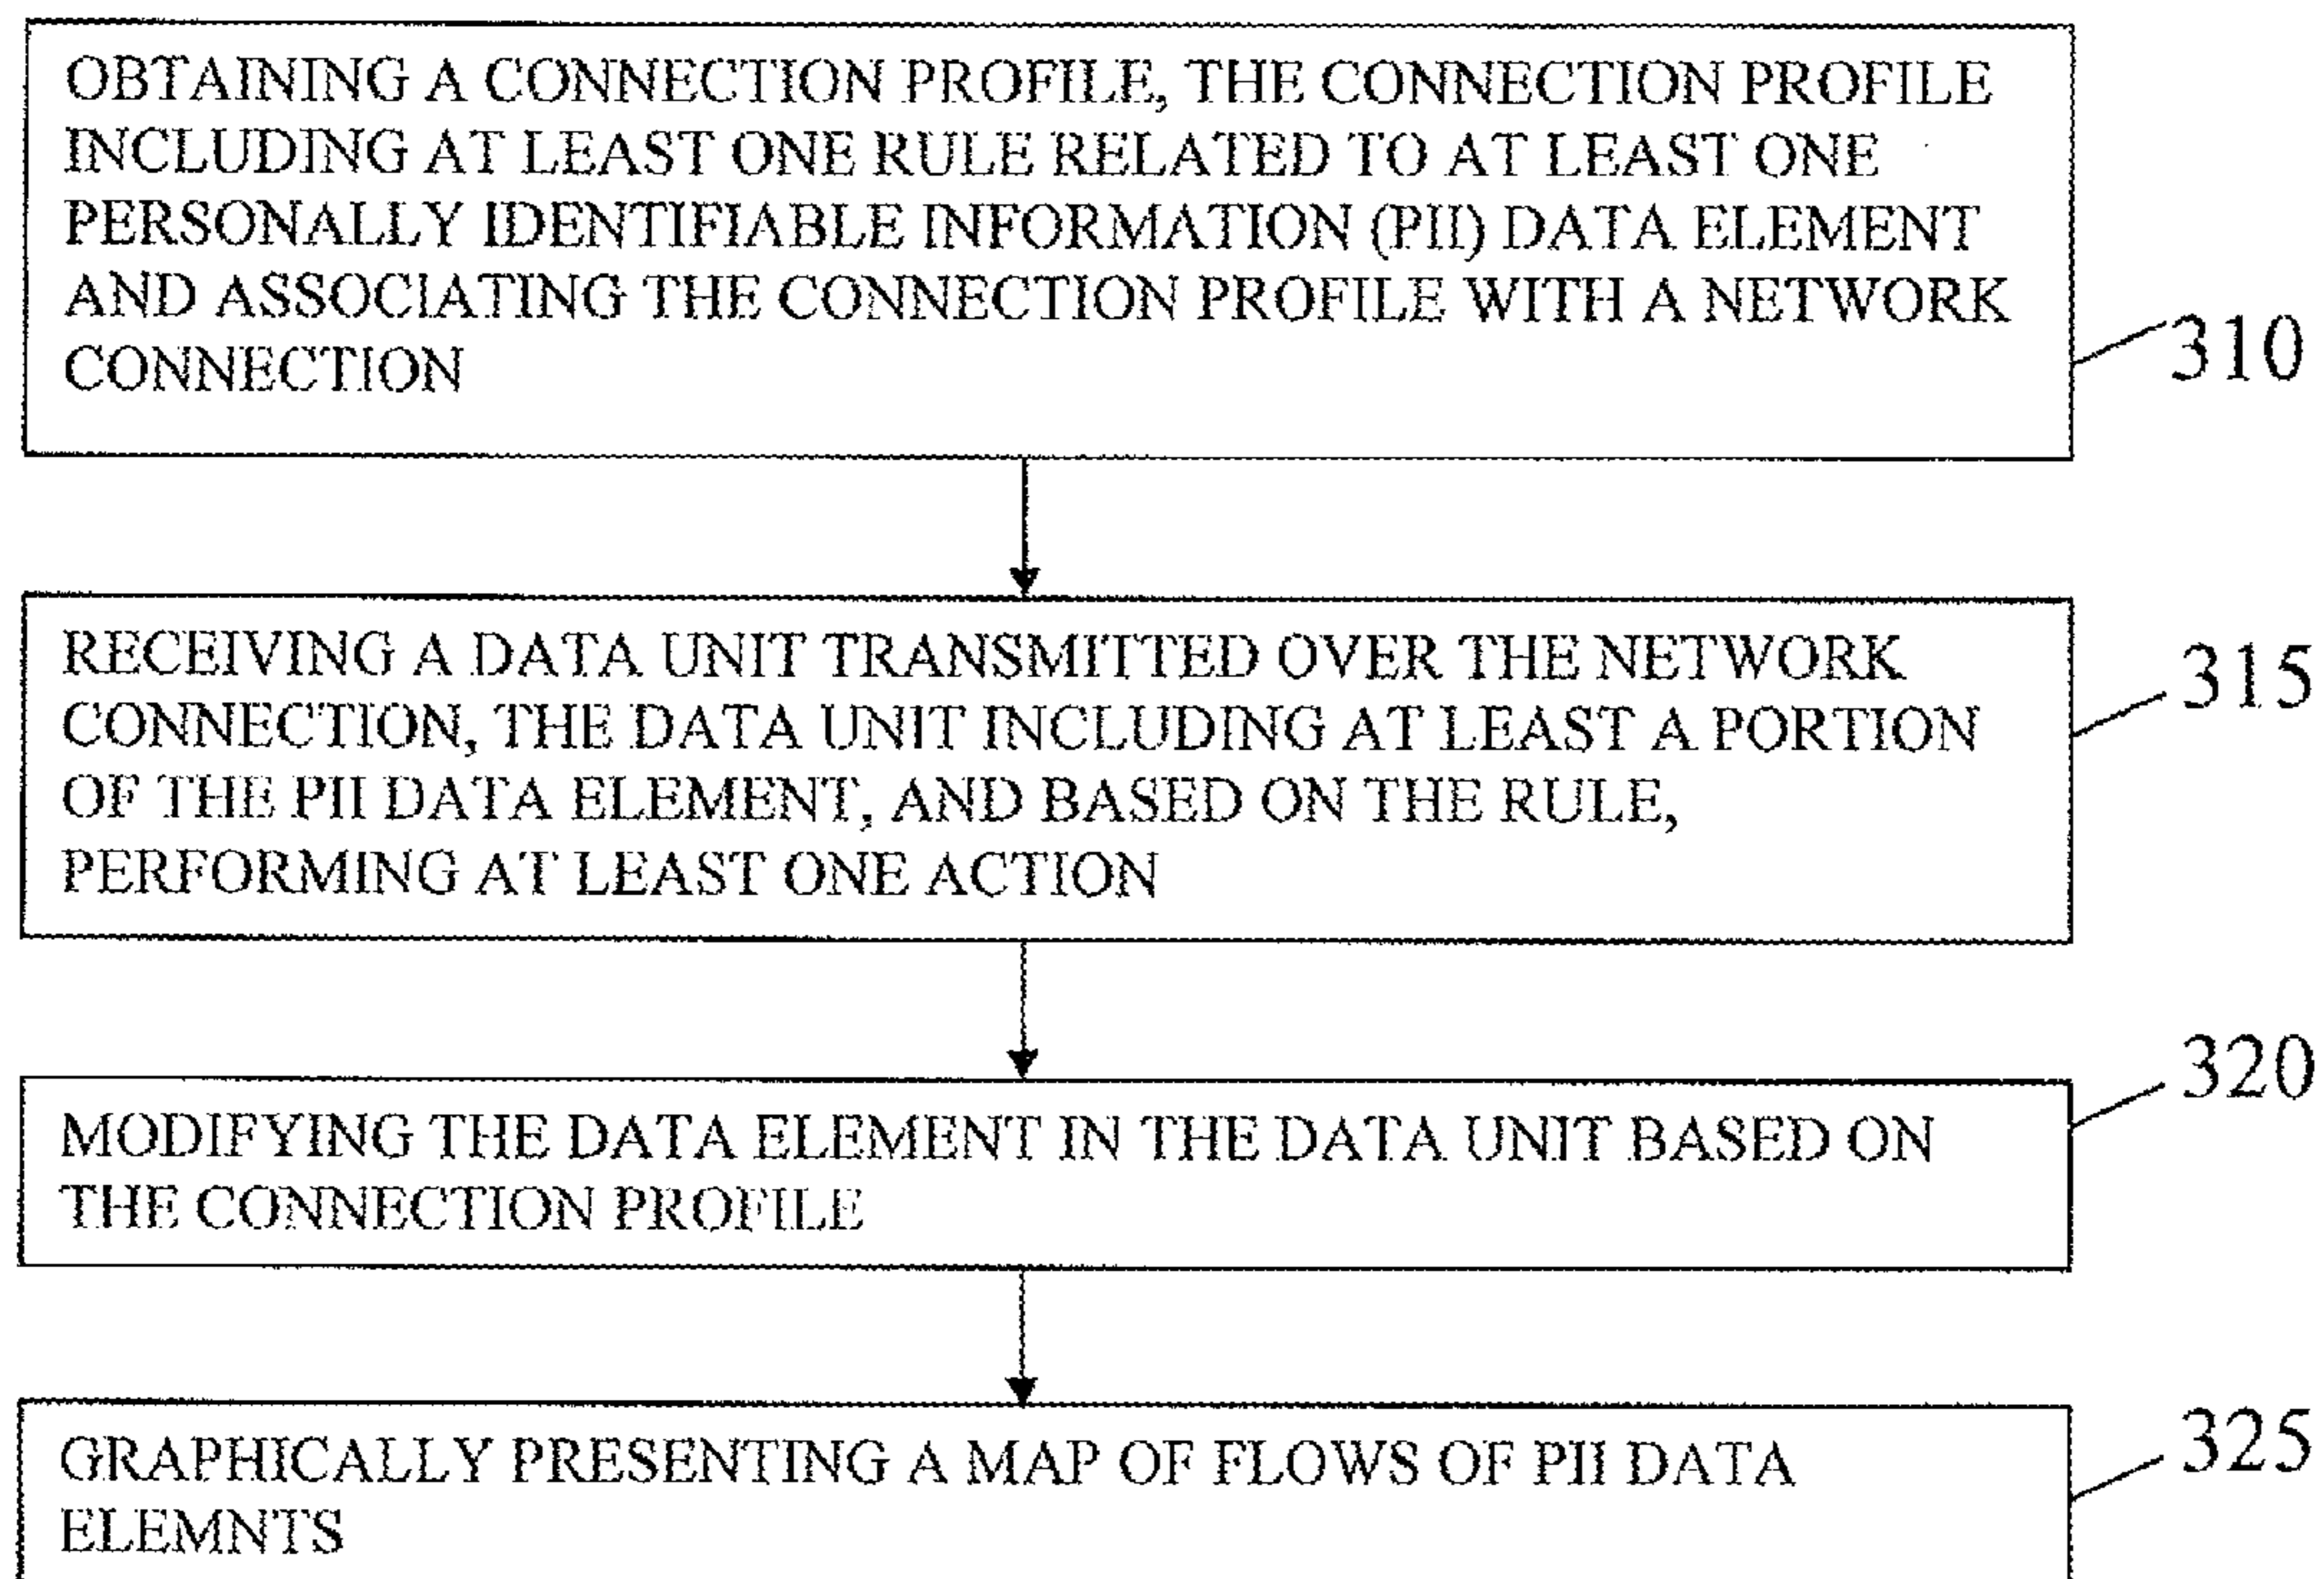 OBTAINING A CONNECTION PROFILE, THE CONNECTION PROFILE
INCLUDING AT LEAST ONE RULE RELATED TO AT LEAST ONE
PERSONALLY IDENTIFIABLE INFORMATION (PII) DATA ELEMENT
AND ASSOCIATING THE CONNECTION PROFILE WITH A NETWORK
CONNECTION
310
RECEIVING A DATA UNIT TRANSMITTED OVER THE NETWORK
CONNECTION, THE DATA UNIT INCLUDING AT LEAST A PORTION
OF THE PII DATA ELEMENT, AND BASED ON THE RULE,
PERFORMING AT LEAST ONE ACTION
315
MODIFYING THE DATA ELEMENT IN THE DATA UNIT BASED ON
THE CONNECTION PROFILE
320
GRAPHICALLY PRESENTING A MAP OF FLOWS OF PII DATA
ELEMNTS
325